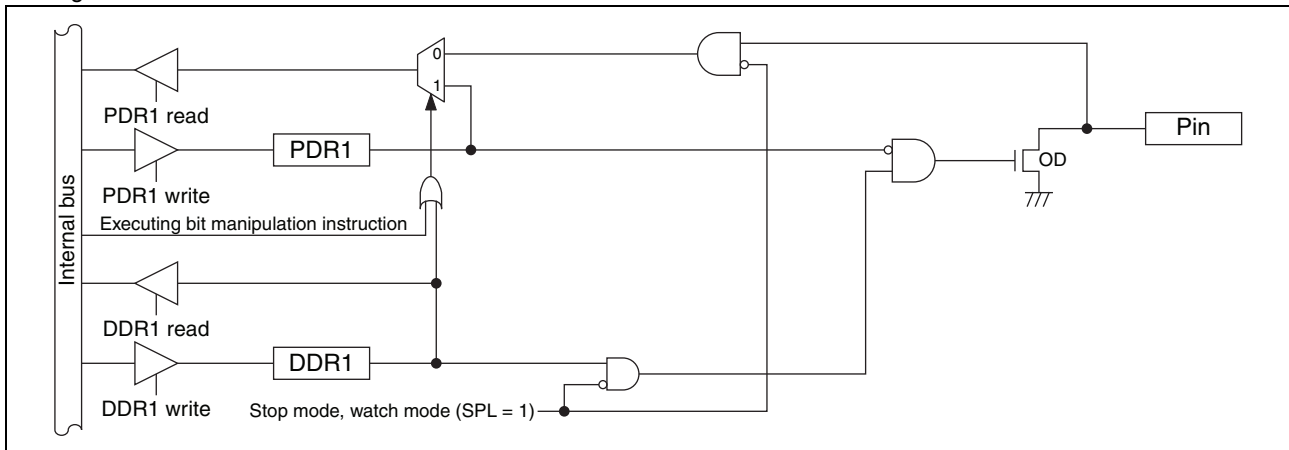 0
1
PDR1 read
PDR1
Pin
OD
PDR1 write
Executing bit manipulation instruction
Internal bus
DDR1 read
DDR1
DDR1 write
Stop mode, watch mode (SPL = 1)